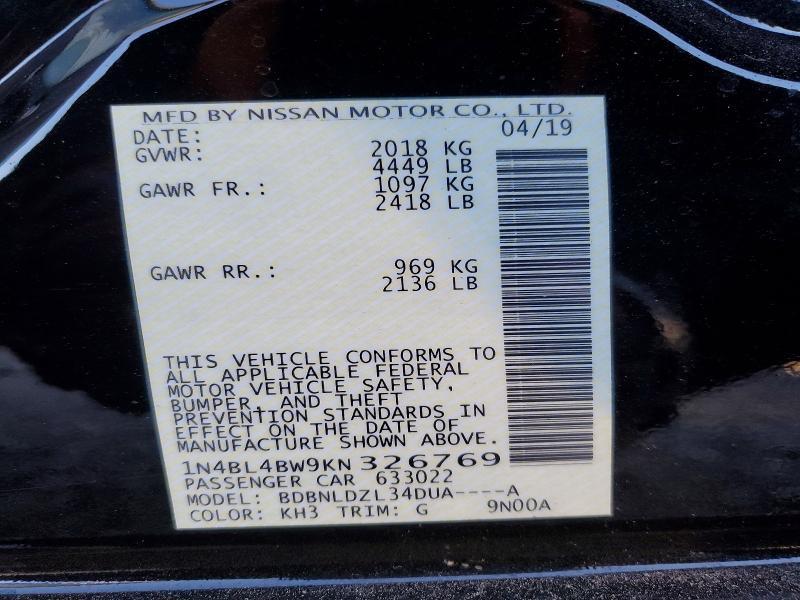 MFD BY NISSAN MOTOR CO., LTD.
DATE: 04/19
GVWR: 2018 KG
4449 LB
GAWR FR.: 1097 KG
2418 LB
GAWR RR.: 969 KG
2136 LB
THIS VEHICLE CONFORMS TO
ALL APPLICABLE FEDERAL
MOTOR VEHICLE SAFETY,
BUMPER, AND THEFT
PREVENTION STANDARDS IN
EFFECT ON THE DATE OF
MANUFACTURE SHOWN ABOVE.
1N4BL4BW9KN326769
PASSENGER CAR 633022
MODEL: BDBNLDZL34DUA----A
COLOR: KH3 TRIM: G 9N00A